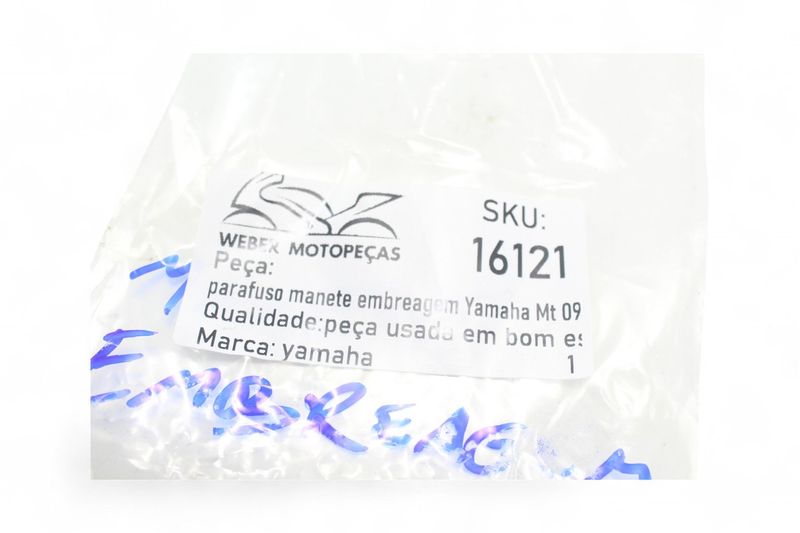 WEBER MOTOPEÇAS
SKU:
16121
Peça:
parafuso manete embreagem Yamaha Mt 09
Qualidade:peça usada em bom es
Marca: yamaha
1
EMBREAG